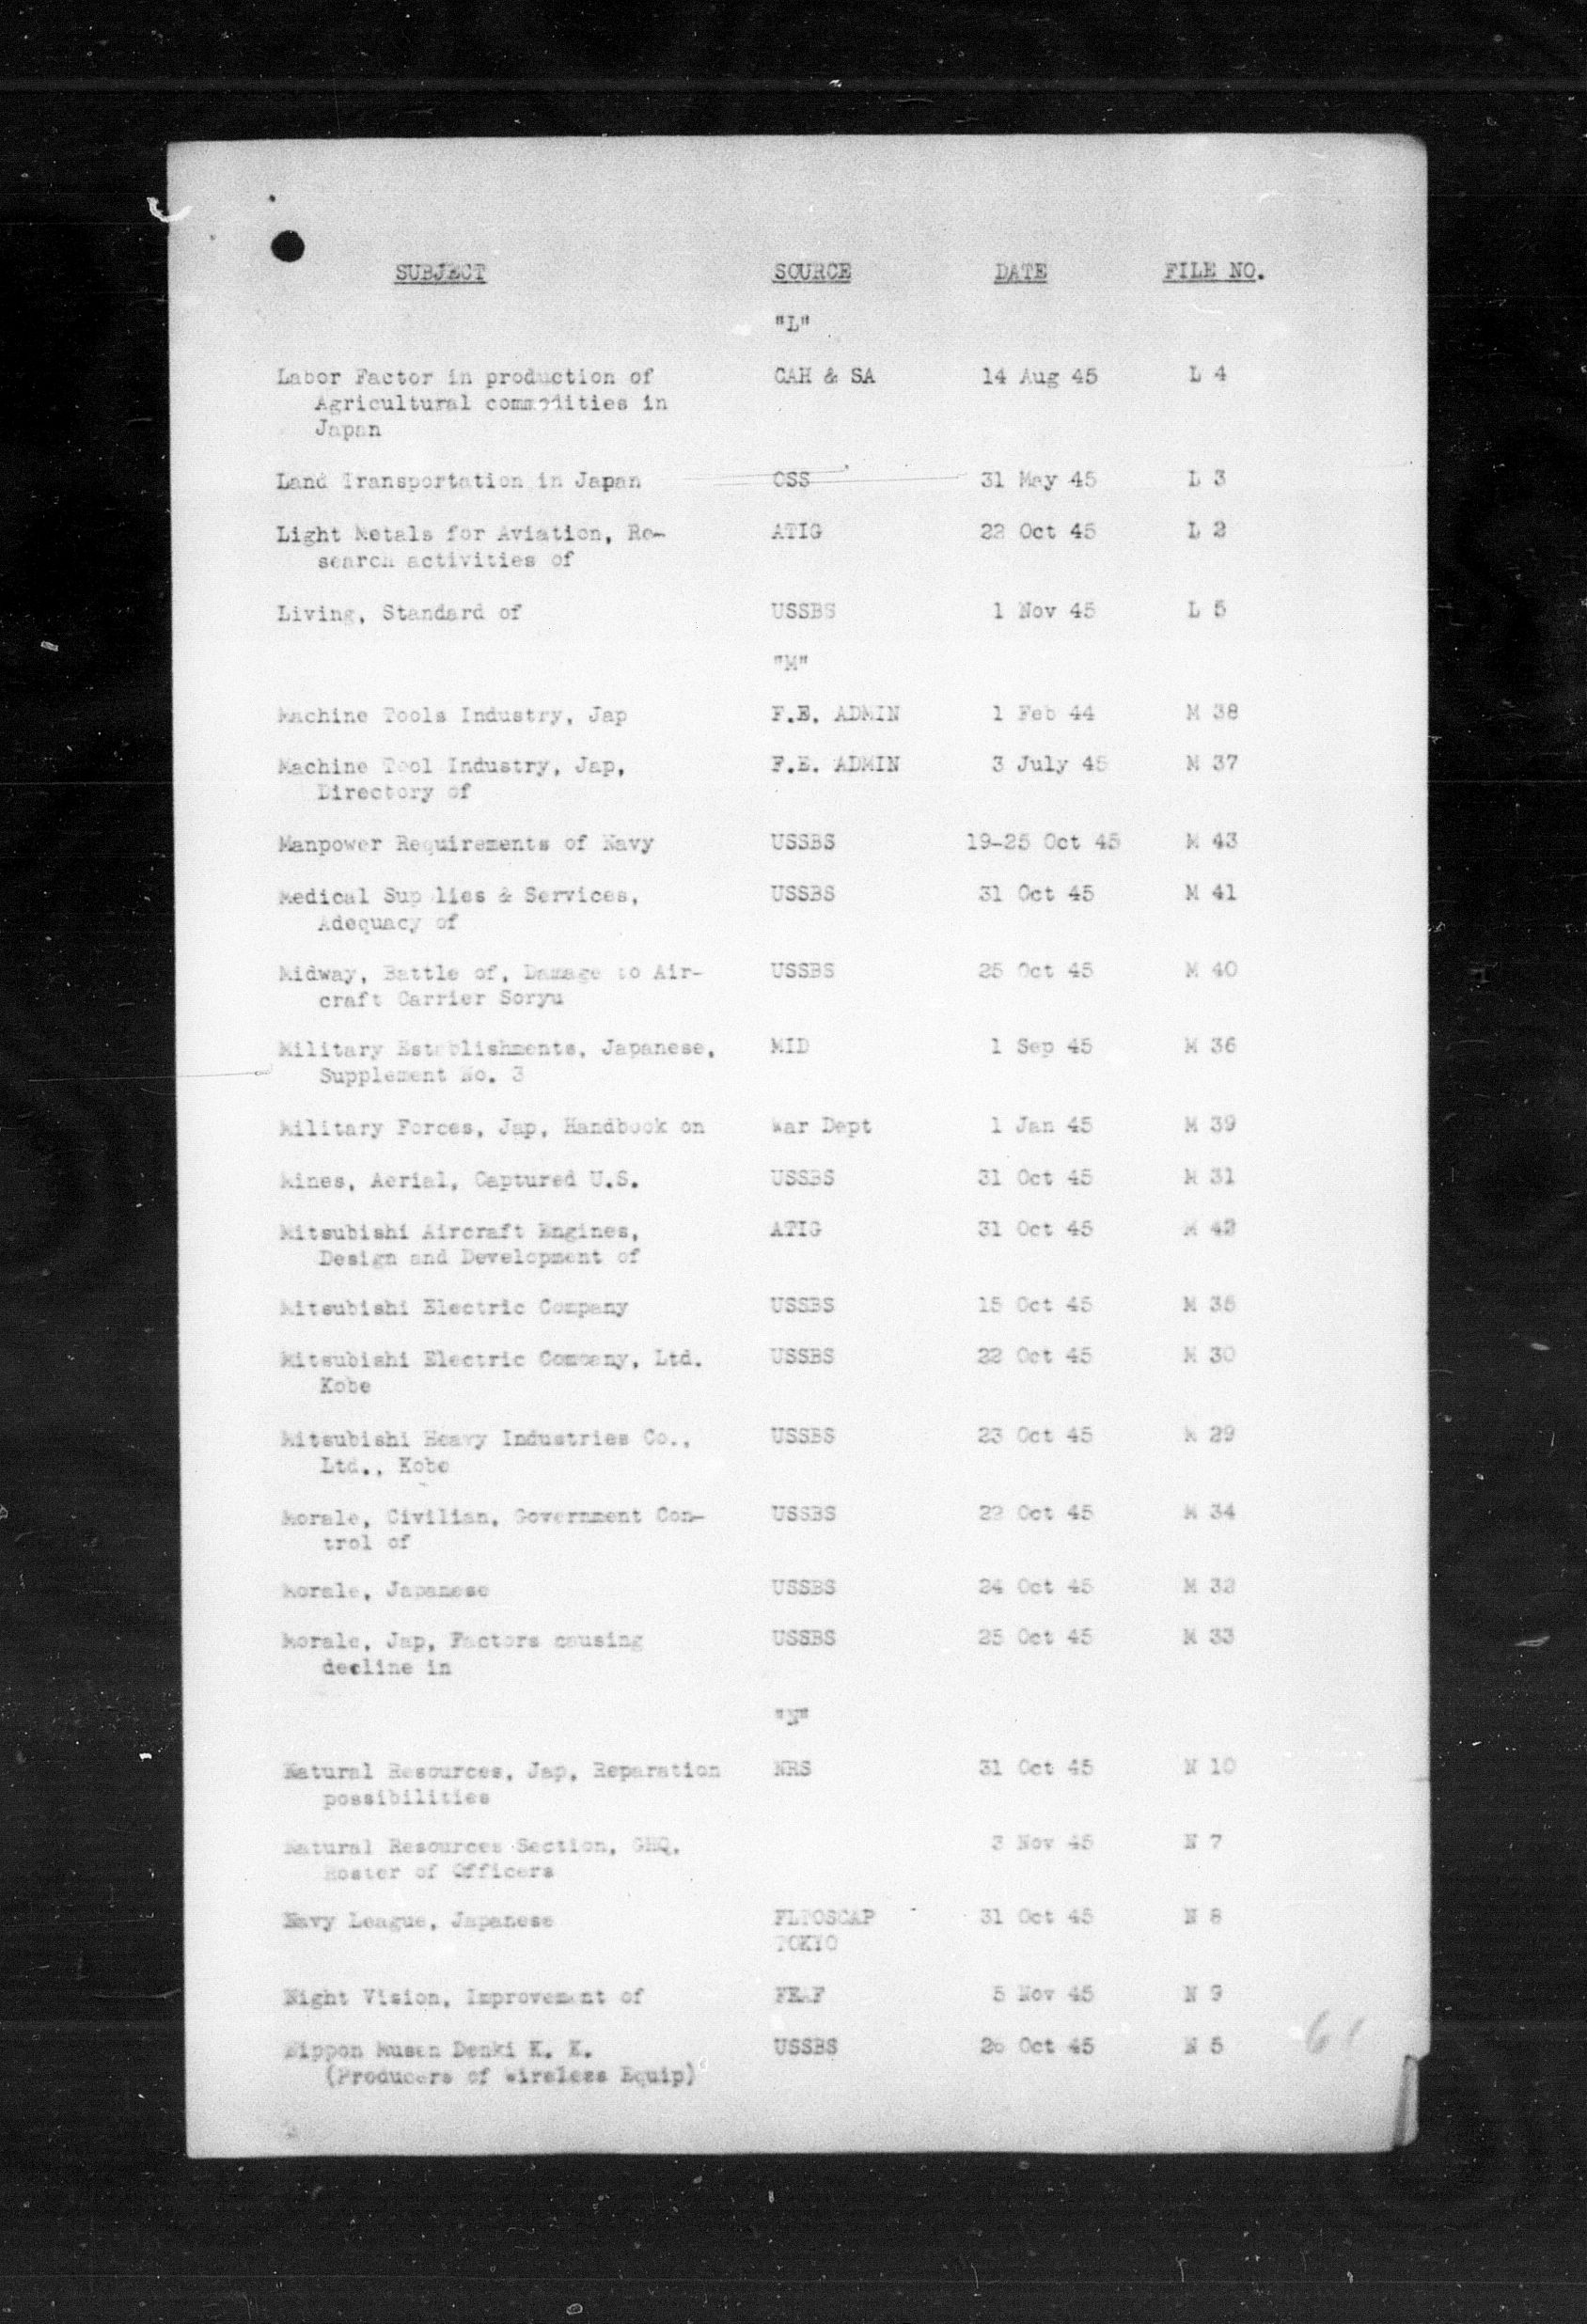 SUBJECT SOURCE DATE FILE NO.
"L"
Labor Factor in production of CAH & SA 14 Aug 45 L 4
Agricultural commodities in
Japan
Land Transportation in Japan OSS 31 May 45 L 3
Light Metals for Aviation, Re- ATIG 22 Oct 45 L 2
search activities of
Living, Standard of USSBS 1 Nov 45 L 5
"M"
Machine Tools Industry, Jap F.E. ADMIN 1 Feb 44 M 38
Machine Tool Industry, Jap, F.E. ADMIN 3 July 45 M 37
Directory of
Manpower Requirements of Navy USSBS 19-25 Oct 45 M 43
Medical Supplies & Services, USSBS 31 Oct 45 M 41
Adequacy of
Midway, Battle of, Damage to Air- USSBS 25 Oct 45 M 40
craft Carrier Soryu
Military Establishments, Japanese, MID 1 Sep 45 M 36
Supplement No. 3
Military Forces, Jap, Handbook on War Dept 1 Jan 45 M 39
Mines, Aerial, Captured U.S. USSBS 31 Oct 45 M 31
Mitsubishi Aircraft Engines, ATIG 31 Oct 45 M 42
Design and Development of
Mitsubishi Electric Company USSBS 15 Oct 45 M 35
Mitsubishi Electric Company, Ltd. USSBS 22 Oct 45 M 30
Kobe
Mitsubishi Heavy Industries Co., USSBS 23 Oct 45 M 29
Ltd., Kobe
Morale, Civilian, Government Con- USSBS 22 Oct 45 M 34
trol of
Morale, Japanese USSBS 24 Oct 45 M 32
Morale, Jap, Factors causing USSBS 25 Oct 45 M 33
decline in
"N"
Natural Resources, Jap, Reparation NRS 31 Oct 45 N 10
possibilities
Natural Resources Section, GHQ, 3 Nov 45 N 7
Roster of Officers
Navy League, Japanese FLTOSCAP 31 Oct 45 N 8
TOKYO
Night Vision, Improvement of FEAF 5 Nov 45 N 9
Nippon Musen Denki K. K. USSBS 26 Oct 45 N 5
(Producers of Wireless Equip)
61